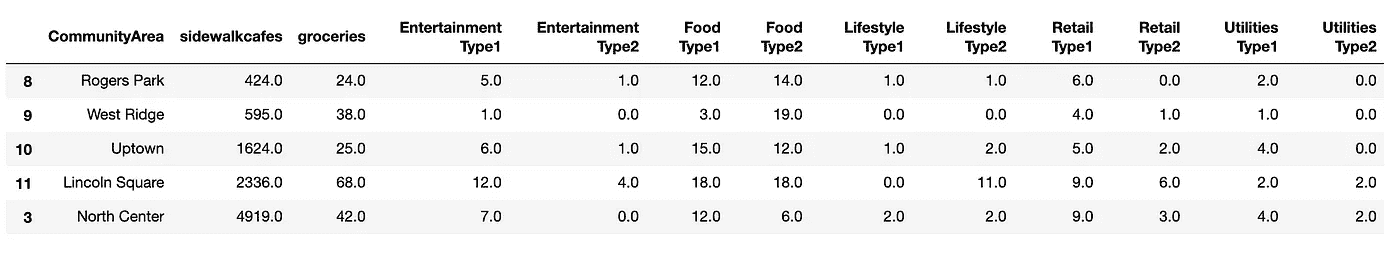 CommunityArea sidewalkcafes groceries Entertainment Type1 Entertainment Type2 Food Type1 Food Type2 Lifestyle Type1 Lifestyle Type2 Retail Type1 Retail Type2 Utilities Type1 Utilities Type2
8 Rogers Park 424.0 24.0 5.0 1.0 12.0 14.0 1.0 1.0 6.0 0.0 2.0 0.0
9 West Ridge 595.0 38.0 1.0 0.0 3.0 19.0 0.0 0.0 4.0 1.0 1.0 0.0
10 Uptown 1624.0 25.0 6.0 1.0 15.0 12.0 1.0 2.0 5.0 2.0 4.0 0.0
11 Lincoln Square 2336.0 68.0 12.0 4.0 18.0 18.0 0.0 11.0 9.0 6.0 2.0 2.0
3 North Center 4919.0 42.0 7.0 0.0 12.0 6.0 2.0 2.0 9.0 3.0 4.0 2.0